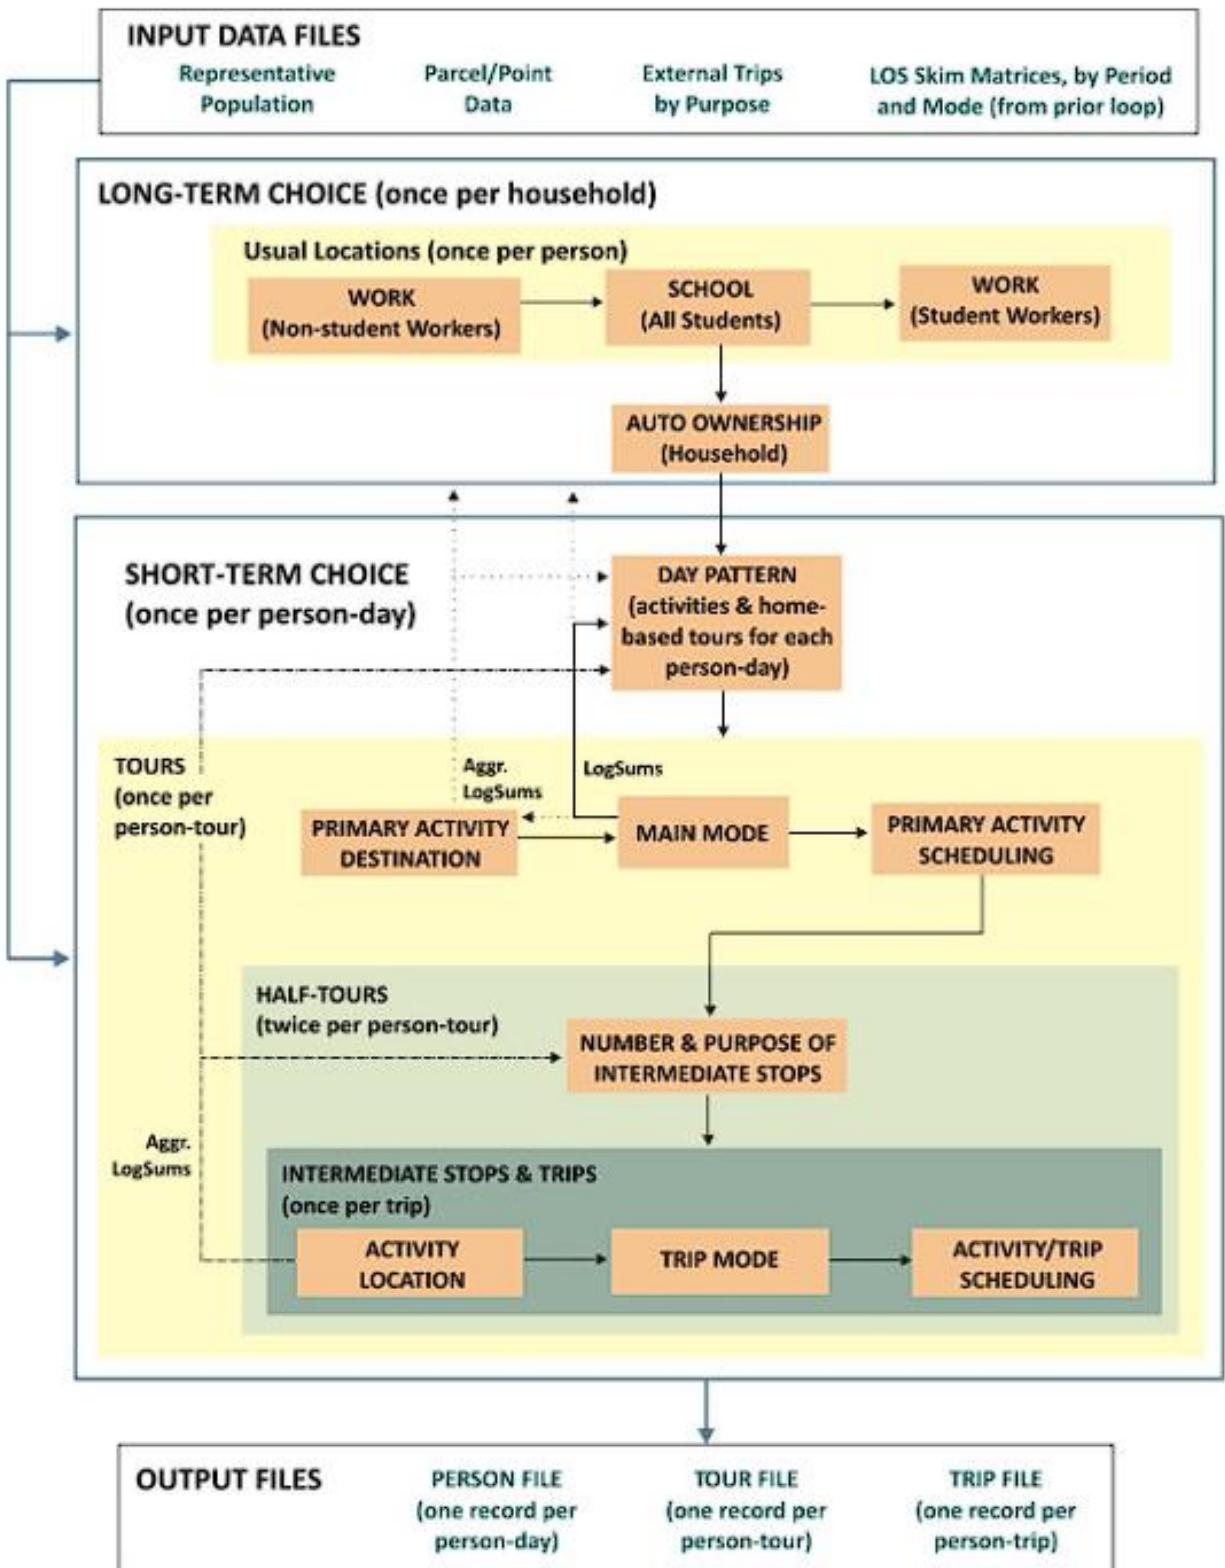 INPUT DATA FILES
Representative
Population
Parcel/Point
Data
External Trips
by Purpose
LOS Skim Matrices, by Period
and Mode (from prior loop)
LONG-TERM CHOICE (once per household)
Usual Locations (once per person)
WORK
(Non-student Workers)
SCHOOL
(All Students)
WORK
(Student Workers)
AUTO OWNERSHIP
(Household)
SHORT-TERM CHOICE
(once per person-day)
DAY PATTERN
(activities & home-
based tours for each
person-day)
TOURS
(once per
person-tour)
Aggr.
LogSums
LogSums
PRIMARY ACTIVITY
DESTINATION
MAIN MODE
PRIMARY ACTIVITY
SCHEDULING
HALF-TOURS
(twice per person-tour)
NUMBER & PURPOSE OF
INTERMEDIATE STOPS
Aggr.
LogSums
INTERMEDIATE STOPS & TRIPS
(once per trip)
ACTIVITY
LOCATION
TRIP MODE
ACTIVITY/TRIP
SCHEDULING
OUTPUT FILES
PERSON FILE
(one record per
person-day)
TOUR FILE
(one record per
person-tour)
TRIP FILE
(one record per
person-trip)